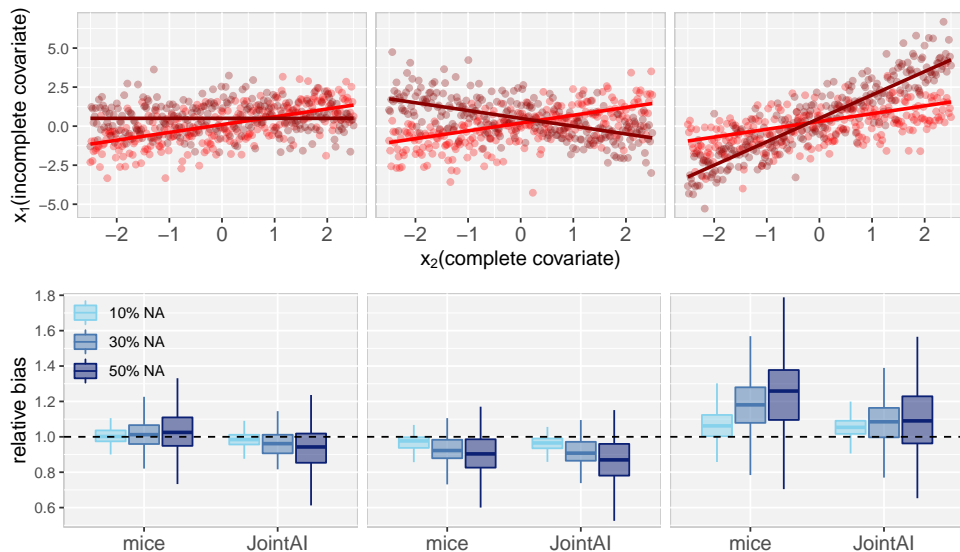 5.0
2.5
0.0
−2.5
−5.0
x1(incomplete covariate)
−2 −1 0 1 2 −2 −1 0 1 2 −2 −1 0 1 2
x2(complete covariate)
1.8
1.6
1.4
1.2
1.0
0.8
0.6
relative bias
10% NA
30% NA
50% NA
mice JointAI mice JointAI mice JointAI